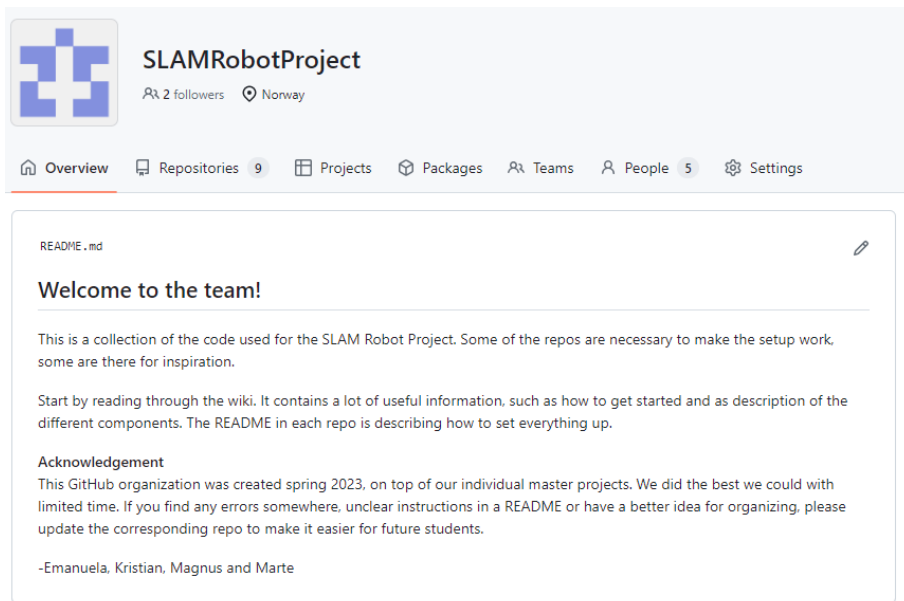 SLAMRobotProject
2 followers Norway
Overview Repositories 9 Projects Packages Teams People 5 Settings
README.md
Welcome to the team!
This is a collection of the code used for the SLAM Robot Project. Some of the repos are necessary to make the setup work,
some are there for inspiration.
Start by reading through the wiki. It contains a lot of useful information, such as how to get started and as description of the
different components. The README in each repo is describing how to set everything up.
Acknowledgement
This GitHub organization was created spring 2023, on top of our individual master projects. We did the best we could with
limited time. If you find any errors somewhere, unclear instructions in a README or have a better idea for organizing, please
update the corresponding repo to make it easier for future students.
-Emanuela, Kristian, Magnus and Marte